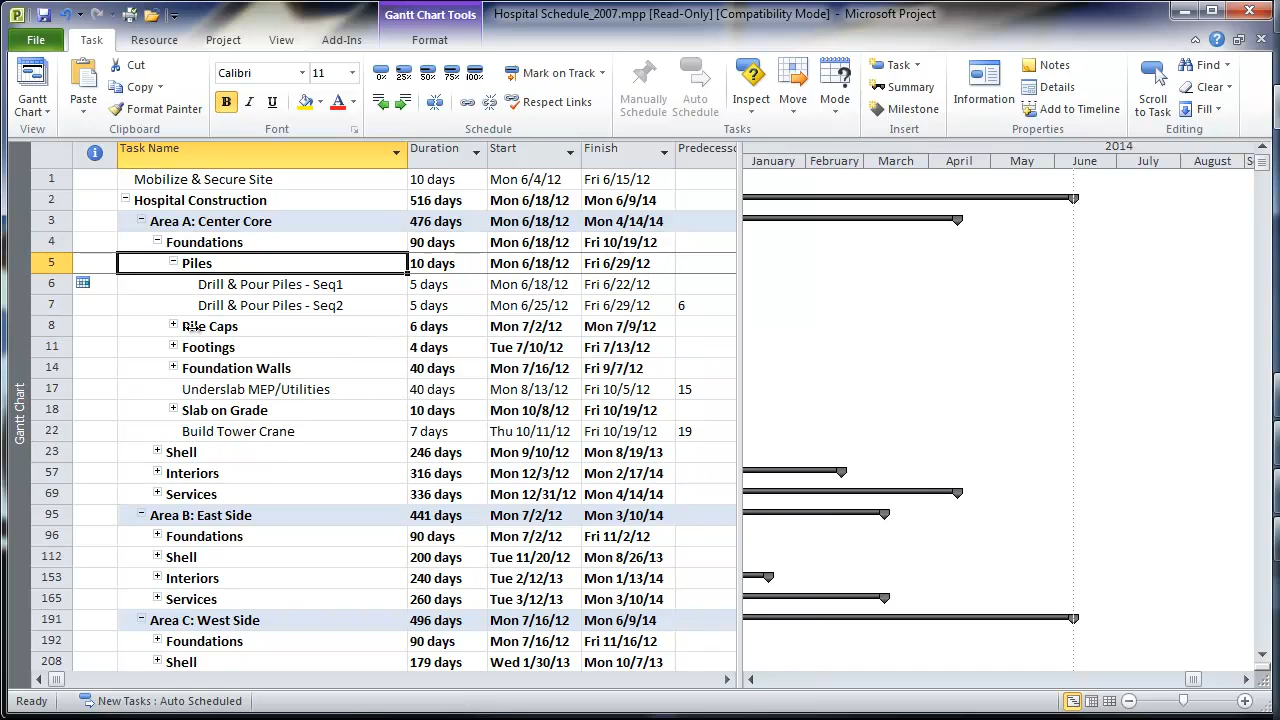 Gantt Chart Tools
Hospital Schedule_2007.mpp [Read-Only] [Compatibility Mode] - Microsoft Project
File Task Resource Project View Add-Ins Format
Gantt Chart
View
Paste
Cut
Copy
Format Painter
Clipboard
Calibri 11
B I U A
Font
0% 25% 50% 75% 100%
Mark on Track
Respect Links
Schedule
Manually Schedule
Auto Schedule
Inspect
Move
Mode
Tasks
Task
Summary
Milestone
Insert
Information
Notes
Details
Add to Timeline
Properties
Scroll to Task
Find
Clear
Fill
Editing
Task Name Duration Start Finish Predecesso
2014
January February March April May June July August S
1 Mobilize & Secure Site 10 days Mon 6/4/12 Fri 6/15/12
2 Hospital Construction 516 days Mon 6/18/12 Mon 6/9/14
3 Area A: Center Core 476 days Mon 6/18/12 Mon 4/14/14
4 Foundations 90 days Mon 6/18/12 Fri 10/19/12
5 Piles 10 days Mon 6/18/12 Fri 6/29/12
6 Drill & Pour Piles - Seq1 5 days Mon 6/18/12 Fri 6/22/12
7 Drill & Pour Piles - Seq2 5 days Mon 6/25/12 Fri 6/29/12 6
8 Pile Caps 6 days Mon 7/2/12 Mon 7/9/12
11 Footings 4 days Tue 7/10/12 Fri 7/13/12
14 Foundation Walls 40 days Mon 7/16/12 Fri 9/7/12
17 Underslab MEP/Utilities 40 days Mon 8/13/12 Fri 10/5/12 15
18 Slab on Grade 10 days Mon 10/8/12 Fri 10/19/12
22 Build Tower Crane 7 days Thu 10/11/12 Fri 10/19/12 19
23 Shell 246 days Mon 9/10/12 Mon 8/19/13
57 Interiors 316 days Mon 12/3/12 Mon 2/17/14
69 Services 336 days Mon 12/31/12 Mon 4/14/14
95 Area B: East Side 441 days Mon 7/2/12 Mon 3/10/14
96 Foundations 90 days Mon 7/2/12 Fri 11/2/12
112 Shell 200 days Tue 11/20/12 Mon 8/26/13
153 Interiors 240 days Tue 2/12/13 Mon 1/13/14
165 Services 260 days Tue 3/12/13 Mon 3/10/14
191 Area C: West Side 496 days Mon 7/16/12 Mon 6/9/14
192 Foundations 90 days Mon 7/16/12 Fri 11/16/12
208 Shell 179 days Wed 1/30/13 Mon 10/7/13
Gantt Chart
Ready New Tasks : Auto Scheduled